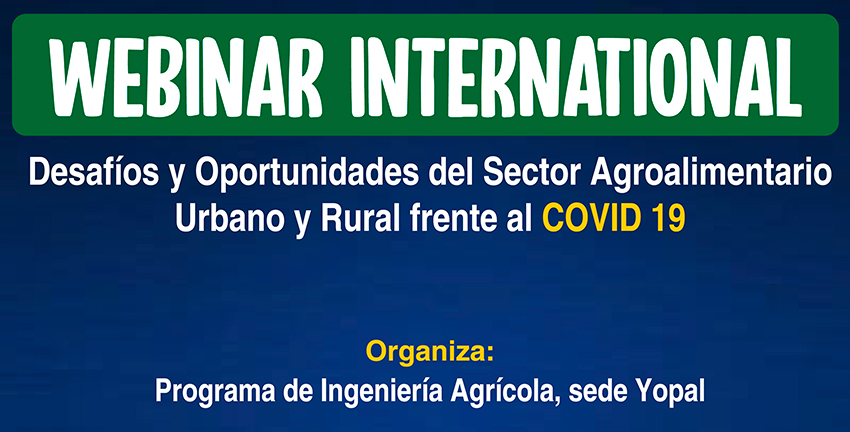 WEBINAR INTERNATIONAL
Desafíos y Oportunidades del Sector Agroalimentario
Urbano y Rural frente al COVID 19
Organiza:
Programa de Ingeniería Agrícola, sede Yopal